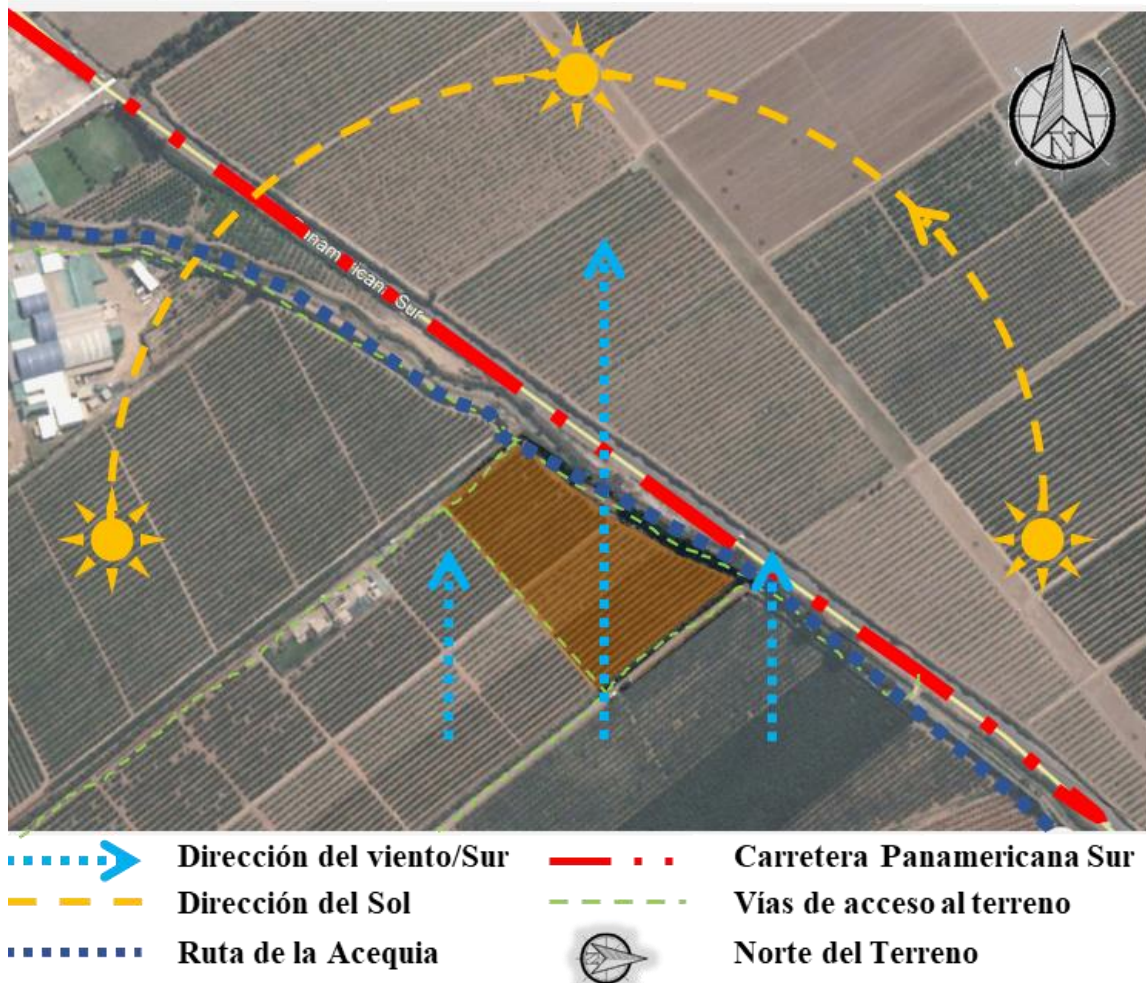 N
Panamericana Sur
Dirección del viento/Sur
Carretera Panamericana Sur
Dirección del Sol
Vías de acceso al terreno
Ruta de la Acequia
Norte del Terreno